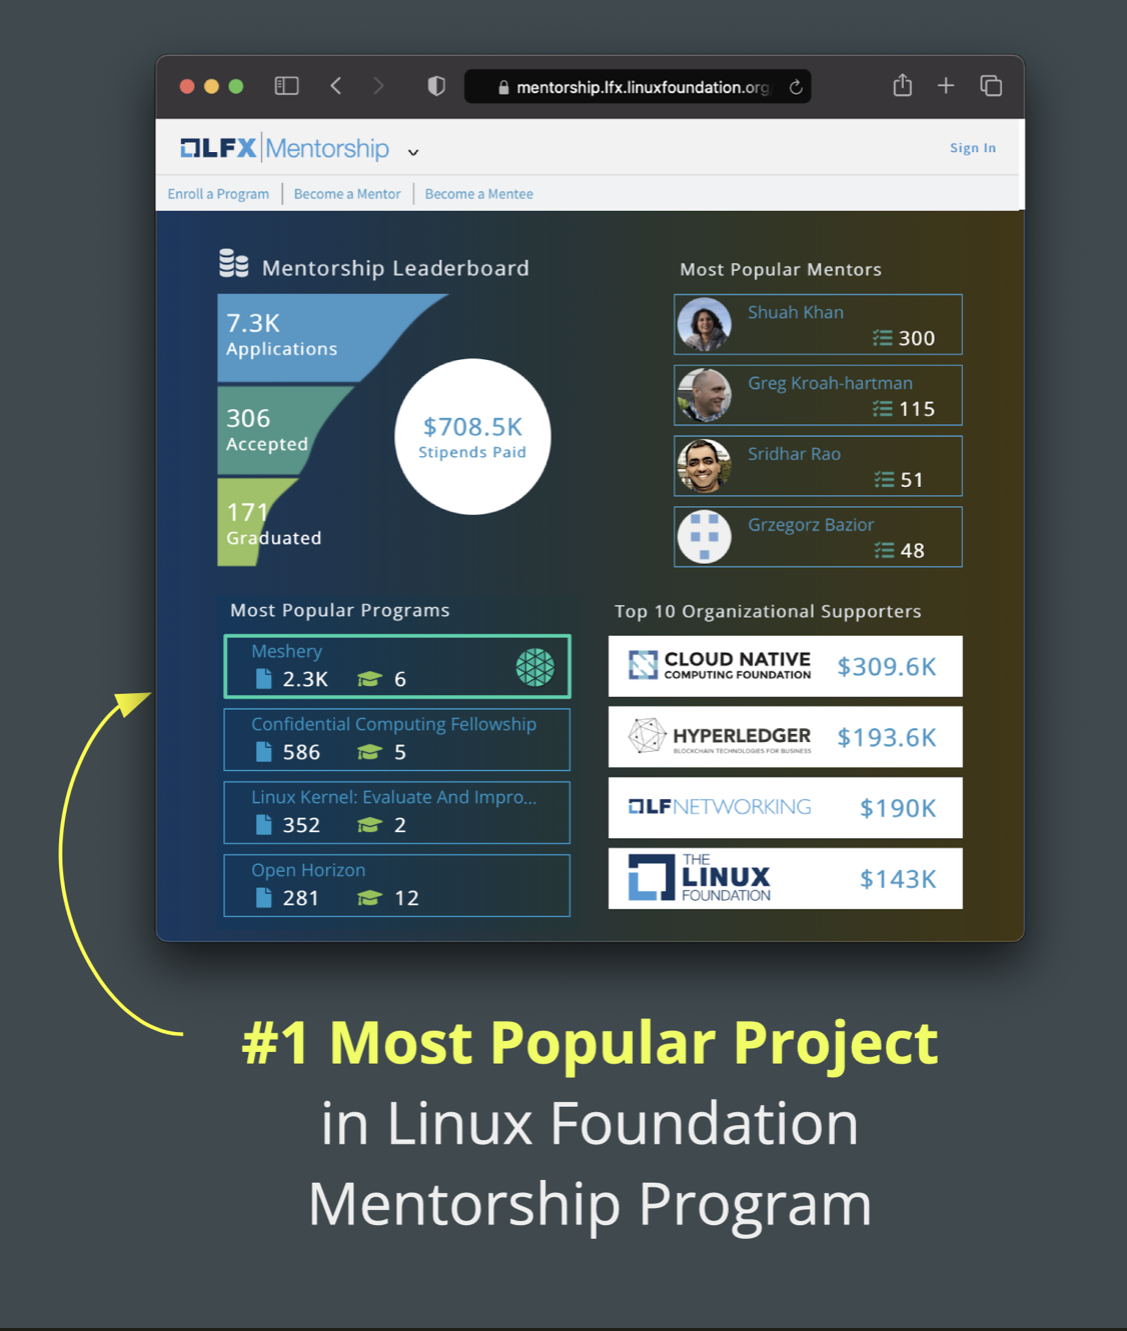 mentorship.lfx.linuxfoundation.org
LFX Mentorship
Sign In
Enroll a Program
Become a Mentor
Become a Mentee
Mentorship Leaderboard
7.3K
Applications
306
Accepted
171
Graduated
$708.5K
Stipends Paid
Most Popular Mentors
Shuah Khan
300
Greg Kroah-hartman
115
Sridhar Rao
51
Grzegorz Bazior
48
Most Popular Programs
Meshery
2.3K 6
Confidential Computing Fellowship
586 5
Linux Kernel: Evaluate And Impro...
352 2
Open Horizon
281 12
Top 10 Organizational Supporters
CLOUD NATIVE
COMPUTING FOUNDATION
$309.6K
HYPERLEDGER
BLOCKCHAIN TECHNOLOGIES FOR BUSINESS
$193.6K
LFNETWORKING
$190K
THE
LINUX
FOUNDATION
$143K
#1 Most Popular Project
in Linux Foundation
Mentorship Program